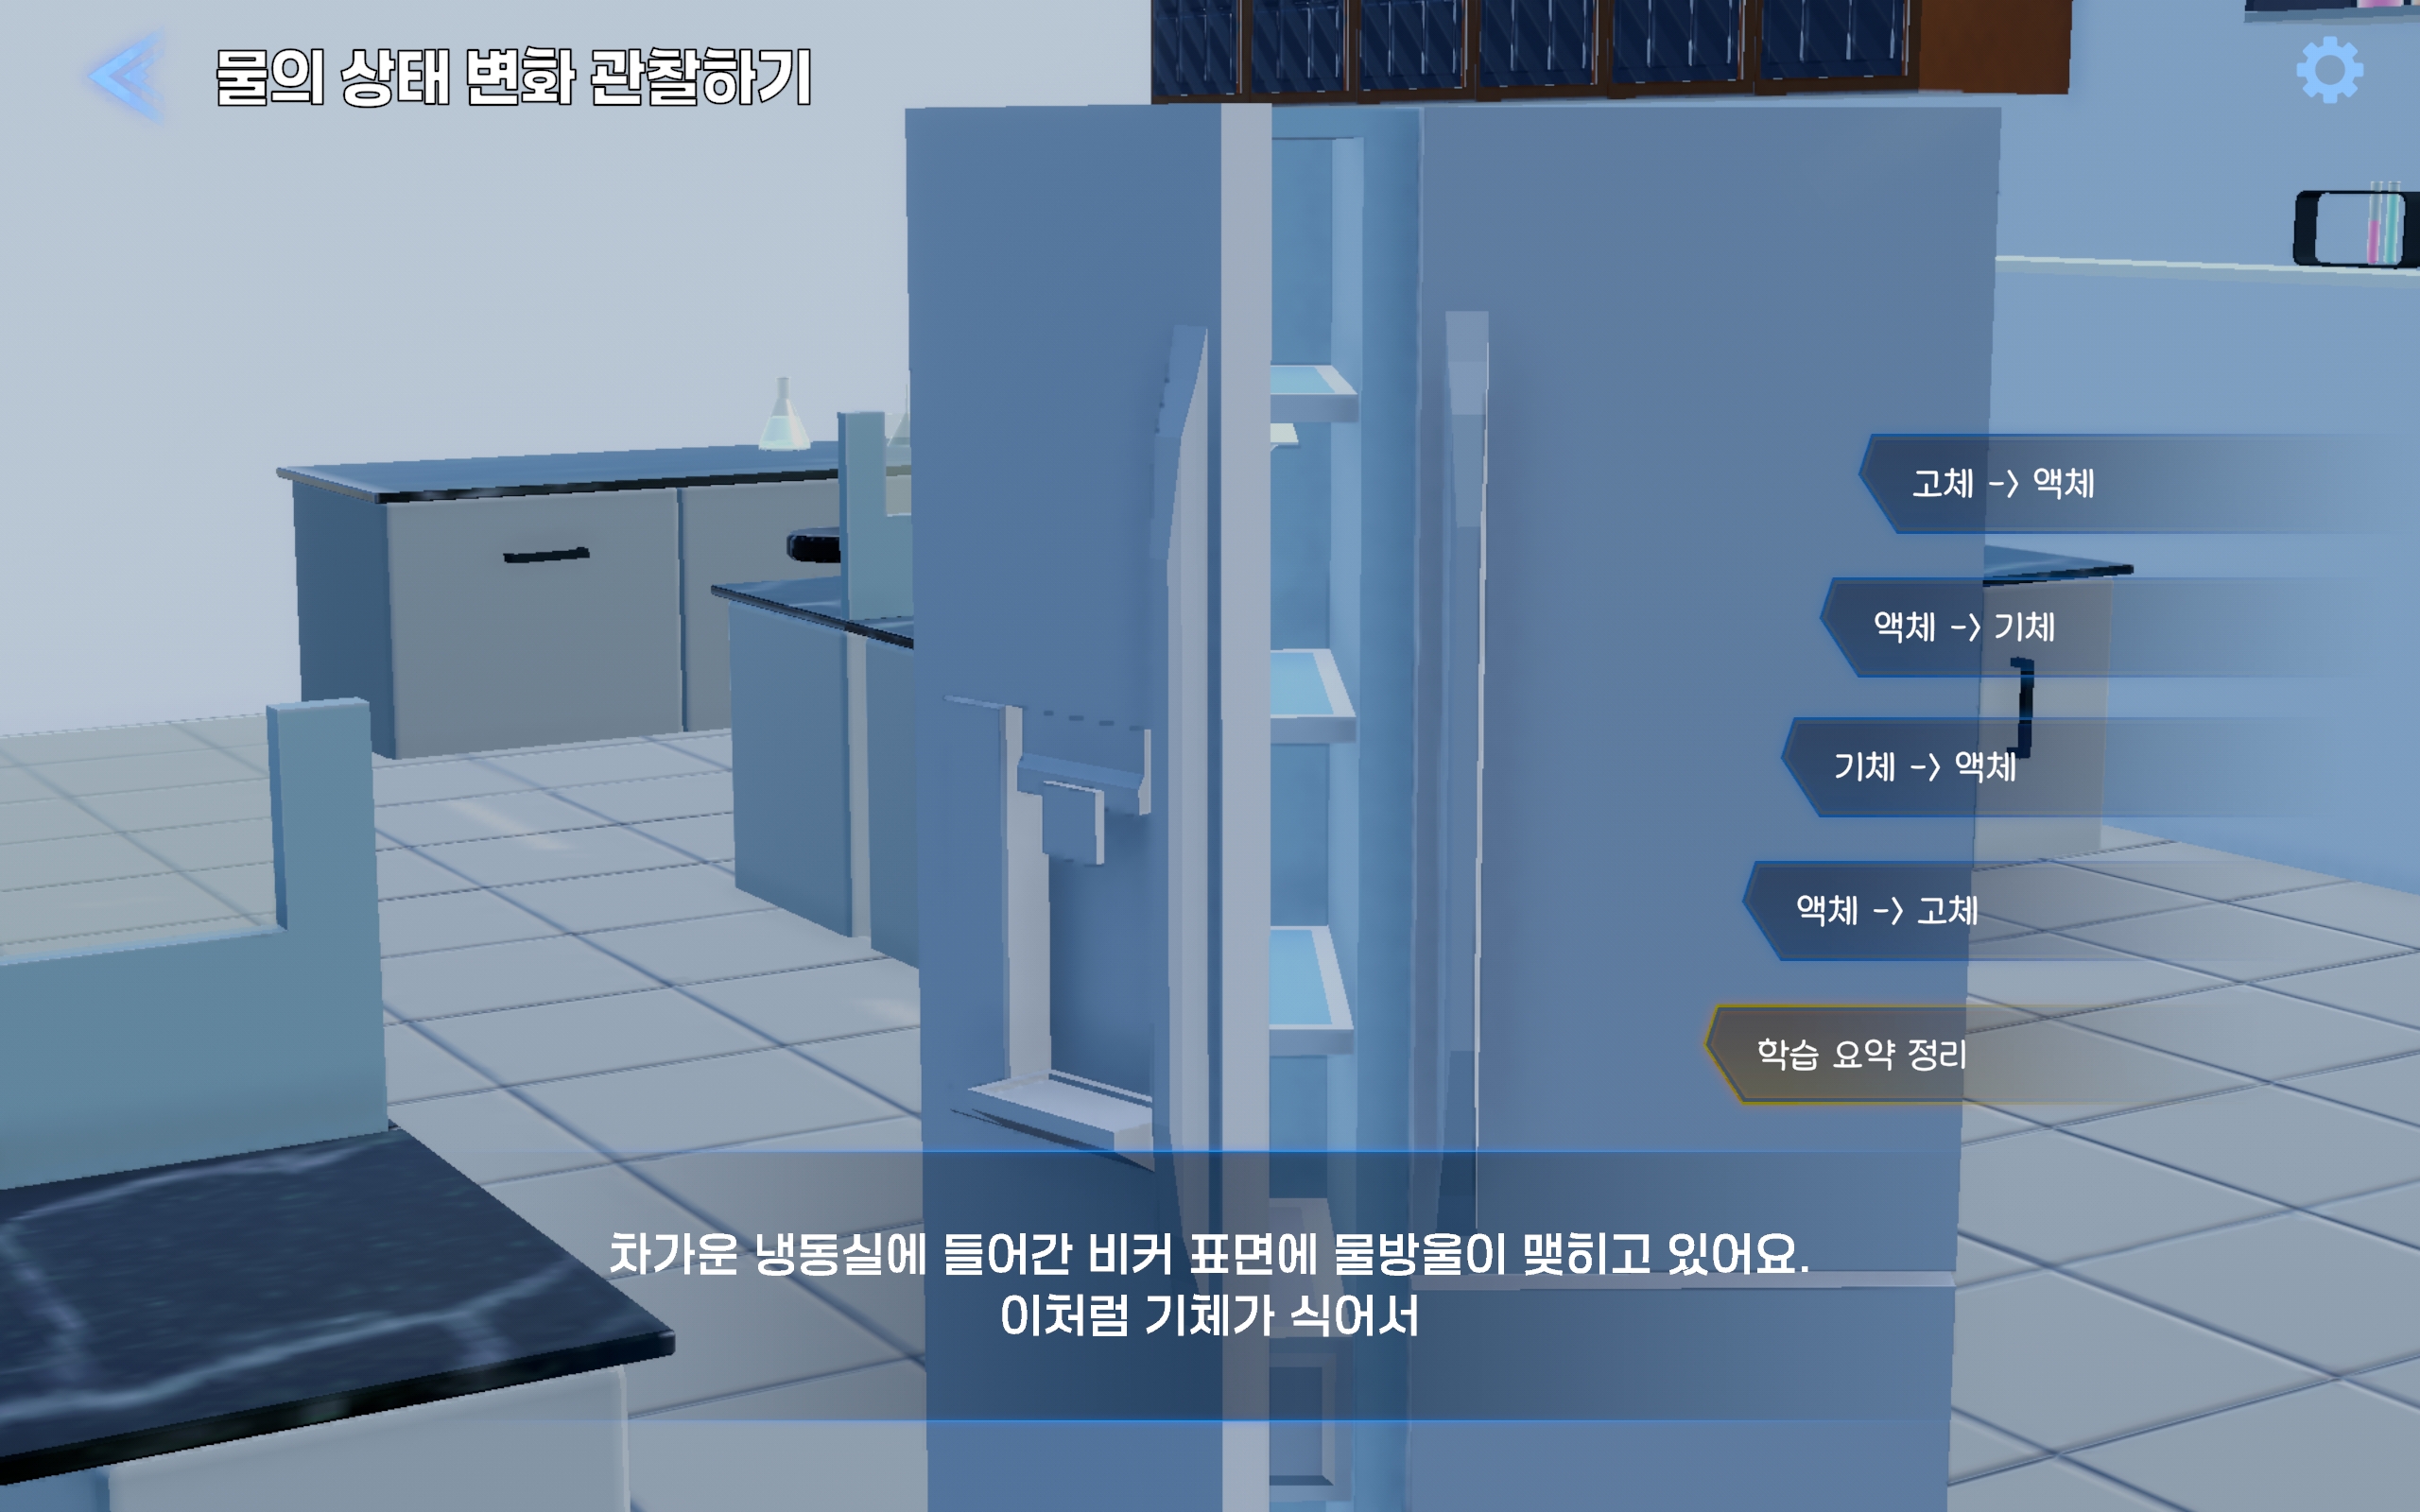 물의 상태 변화 관찰하기
고체 -> 액체
액체 -> 기체
기체 -> 액체
액체 -> 고체
학습 요약 정리
차가운 냉동실에 들어간 비커 표면에 물방울이 맺히고 있어요.
이처럼 기체가 식어서